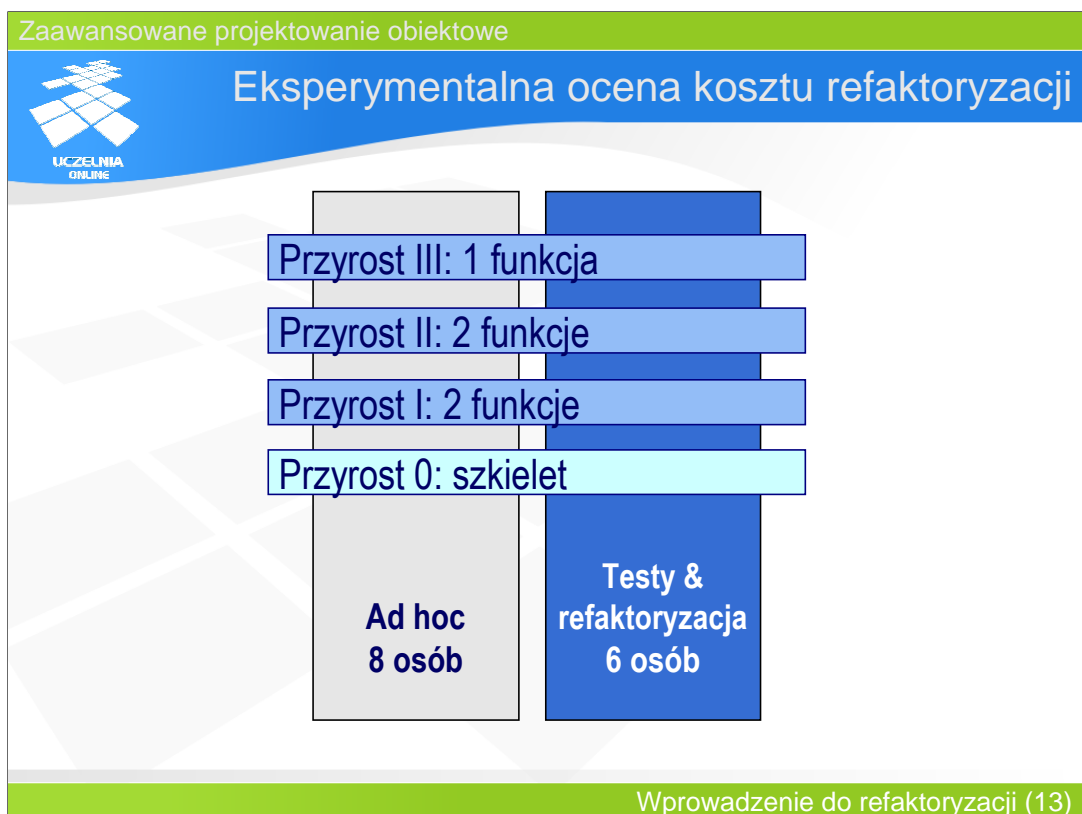 Zaawansowane projektowanie obiektowe
Eksperymentalna ocena kosztu refaktoryzacji
UCZELNIA
ONLINE
Przyrost III: 1 funkcja
Przyrost II: 2 funkcje
Przyrost I: 2 funkcje
Przyrost 0: szkielet
Ad hoc
8 osób
Testy &
refaktoryzacja
6 osób
Wprowadzenie do refaktoryzacji (13)